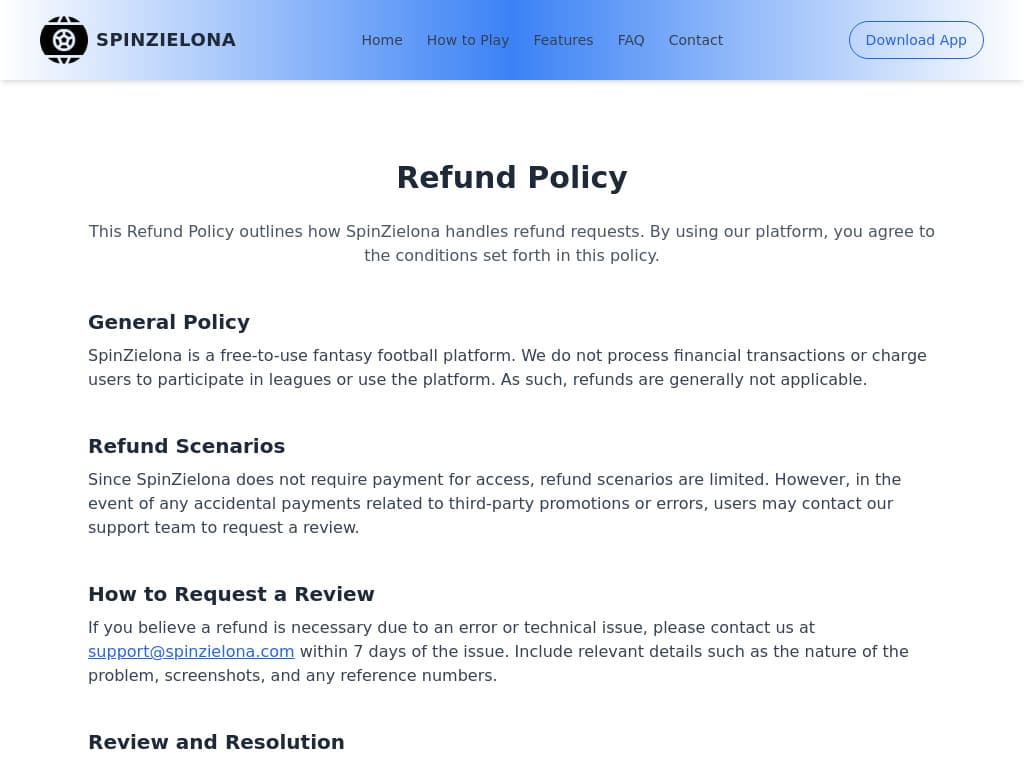 SPINZIELONA
Home
How to Play
Features
FAQ
Contact
Download App
Refund Policy
This Refund Policy outlines how SpinZielona handles refund requests. By using our platform, you agree to
the conditions set forth in this policy.
General Policy
SpinZielona is a free-to-use fantasy football platform. We do not process financial transactions or charge
users to participate in leagues or use the platform. As such, refunds are generally not applicable.
Refund Scenarios
Since SpinZielona does not require payment for access, refund scenarios are limited. However, in the
event of any accidental payments related to third-party promotions or errors, users may contact our
support team to request a review.
How to Request a Review
If you believe a refund is necessary due to an error or technical issue, please contact us at
support@spinzielona.com within 7 days of the issue. Include relevant details such as the nature of the
problem, screenshots, and any reference numbers.
Review and Resolution